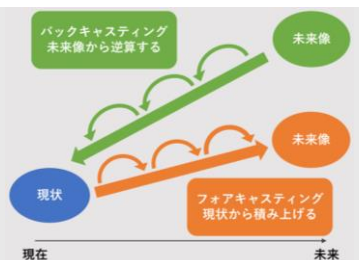 バックキャスティング
未来像から逆算する
未来像
未来像
現状
フォアキャスティング
現状から積み上げる
現在
未来